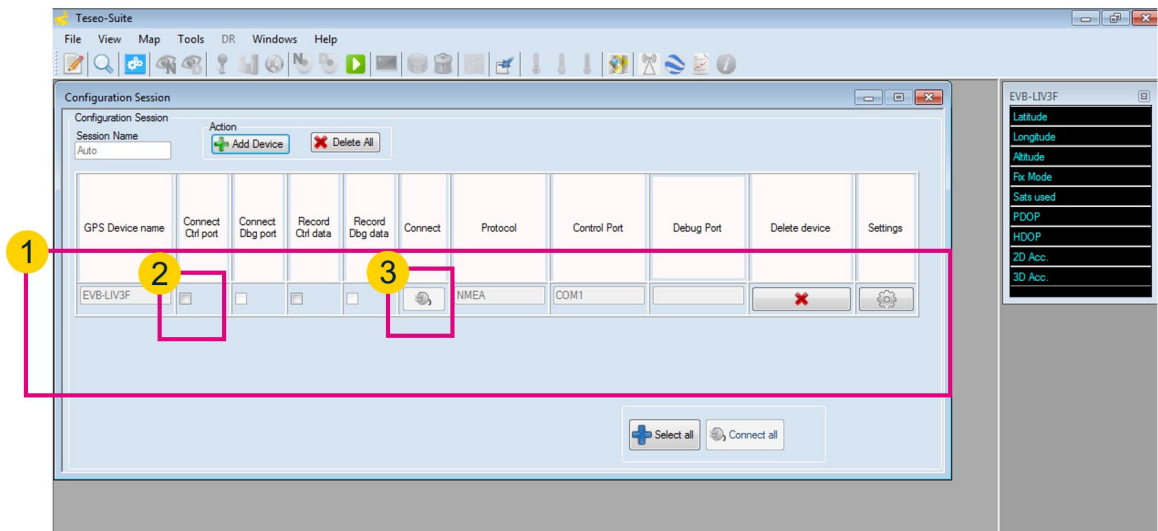 Teseo-Suite
File View Map Tools DR Windows Help
Configuration Session
Configuration Session
Session Name
Auto
Action
Add Device
Delete All
GPS Device name
Connect
Ctrl port
Connect
Dbg port
Record
Ctrl data
Record
Dbg data
Connect
Protocol
Control Port
Debug Port
Delete device
Settings
1
2
3
EVB-LIV3F
NMEA
COM1
Select all
Connect all
EVB-LIV3F
Latitude
Longitude
Altitude
Fix Mode
Sats used
PDOP
HDOP
2D Acc.
3D Acc.